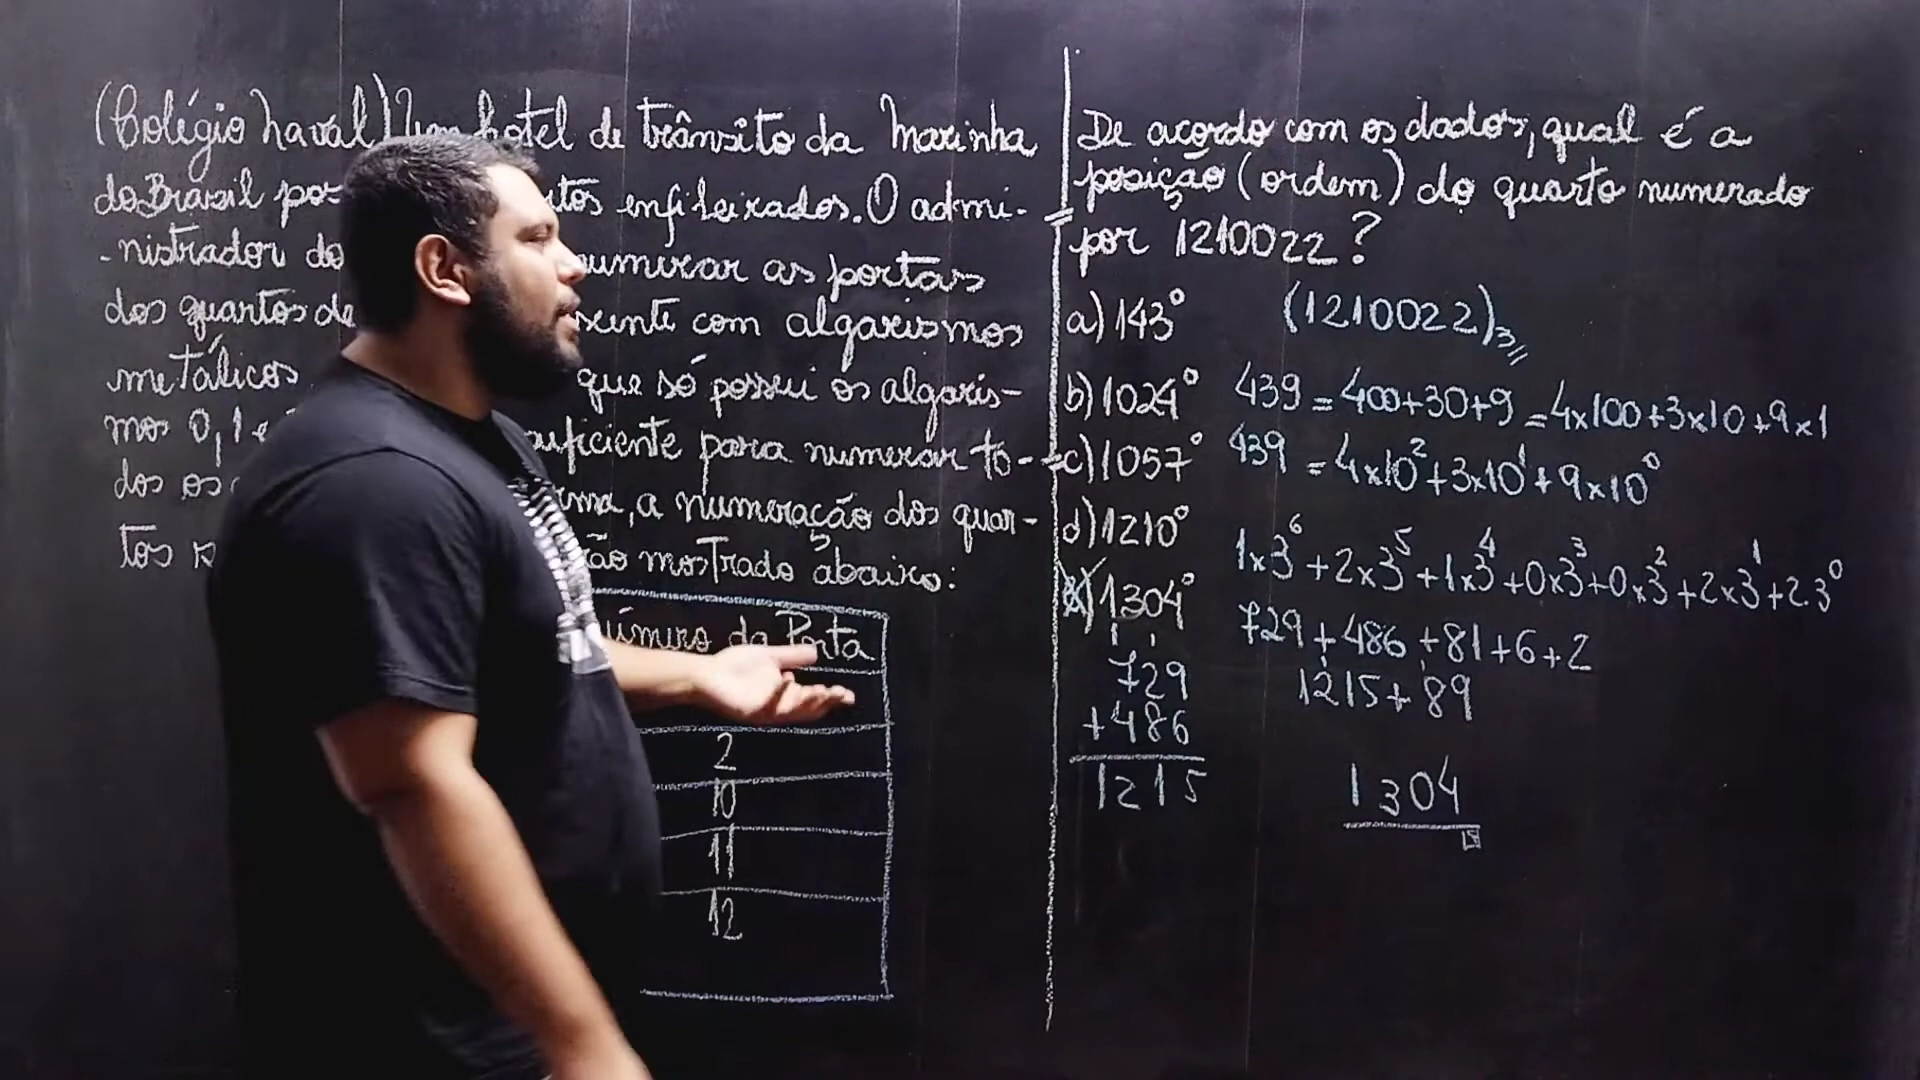 (Colégio Naval) Um hotel de trânsito da Marinha
do Brasil enfileirados. O admi-
-nistrador do as portas
dos quartos com algarismos
metálicos que só possui os algaris-
mos 0, 1 e
suficiente para numerar to-
dos os a numeração dos quar-
tos mostrado abaixo:
da Porta
2
10
11
12
De acordo com os dados, qual é a
posição (ordem) do quarto numerado
por 1210022?
a) 143°
b) 1024°
c) 1057°
d) 1210°
1304°
729
+486
1215
(1210022)₃
439 = 400+30+9 = 4x100+3x10+9x1
439 = 4x10²+3x10¹+9x10⁰
1x3⁶+2x3⁵+1x3⁴+0x3³+0x3²+2x3¹+2.3⁰
729+486+81+6+2
1215+89
1304